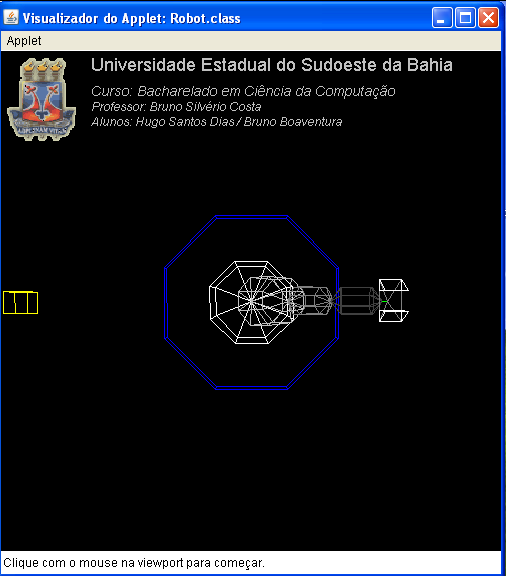 Visualizador do Applet: Robot.class
Applet
Universidade Estadual do Sudoeste da Bahia
Curso: Bacharelado em Ciência da Computação
Professor: Bruno Silvério Costa
Alunos: Hugo Santos Dias / Bruno Boaventura
Clique com o mouse na viewport para começar.